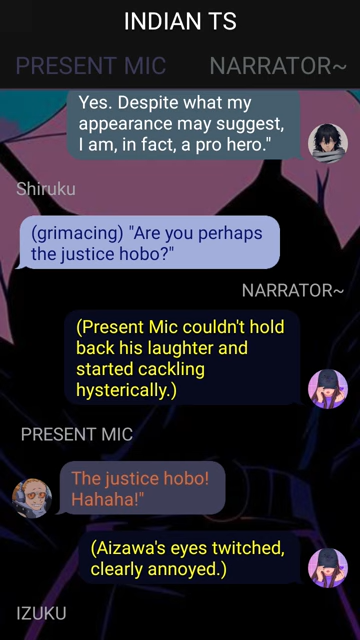 INDIAN TS
PRESENT MIC
NARRATOR~
Yes. Despite what my
appearance may suggest,
I am, in fact, a pro hero."
Shiruku
(grimacing) "Are you perhaps
the justice hobo?"
NARRATOR~
(Present Mic couldn't hold
back his laughter and
started cackling
hysterically.)
PRESENT MIC
The justice hobo!
Hahaha!"
(Aizawa's eyes twitched,
clearly annoyed.)
IZUKU